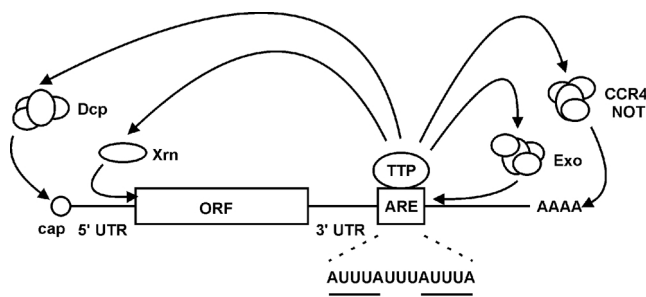 Dcp
CCR4
NOT
Xrn
TTP
Exo
ORF
ARE
AAAA
cap
5' UTR
3' UTR
AUUUAUUUAUUUA